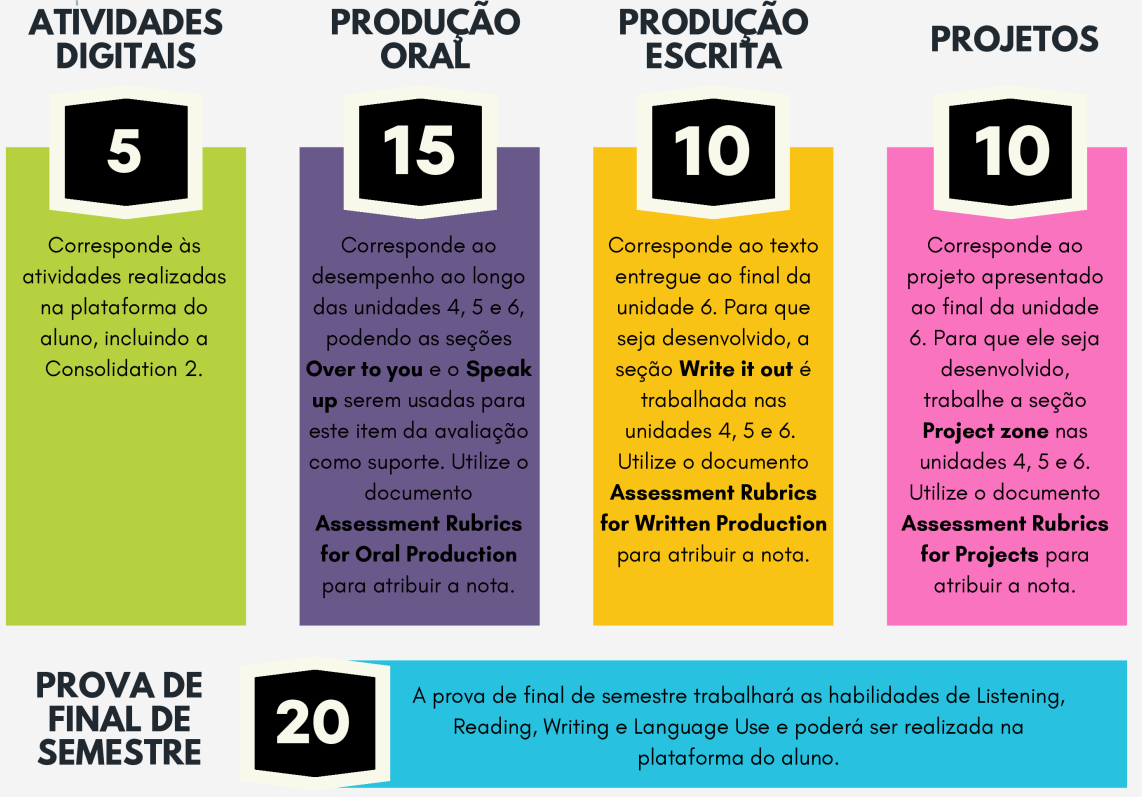 ATIVIDADES
DIGITAIS
5
Corresponde às
atividades realizadas
na plataforma do
aluno, incluindo a
Consolidation 2.
PRODUÇÃO
ORAL
15
Corresponde ao
desempenho ao longo
das unidades 4, 5 e 6,
podendo as seções
Over to you e o Speak
up serem usadas para
este item da avaliação
como suporte. Utilize o
documento
Assessment Rubrics
for Oral Production
para atribuir a nota.
PRODUÇÃO
ESCRITA
10
Corresponde ao texto
entregue ao final da
unidade 6. Para que
seja desenvolvido, a
seção Write it out é
trabalhada nas
unidades 4, 5 e 6.
Utilize o documento
Assessment Rubrics
for Written Production
para atribuir a nota.
PROJETOS
10
Corresponde ao
projeto apresentado
ao final da unidade
6. Para que ele seja
desenvolvido,
trabalhe a seção
Project zone nas
unidades 4, 5 e 6.
Utilize o documento
Assessment Rubrics
for Projects para
atribuir a nota.
PROVA DE
FINAL DE
SEMESTRE
20
A prova de final de semestre trabalhará as habilidades de Listening,
Reading, Writing e Language Use e poderá ser realizada na
plataforma do aluno.